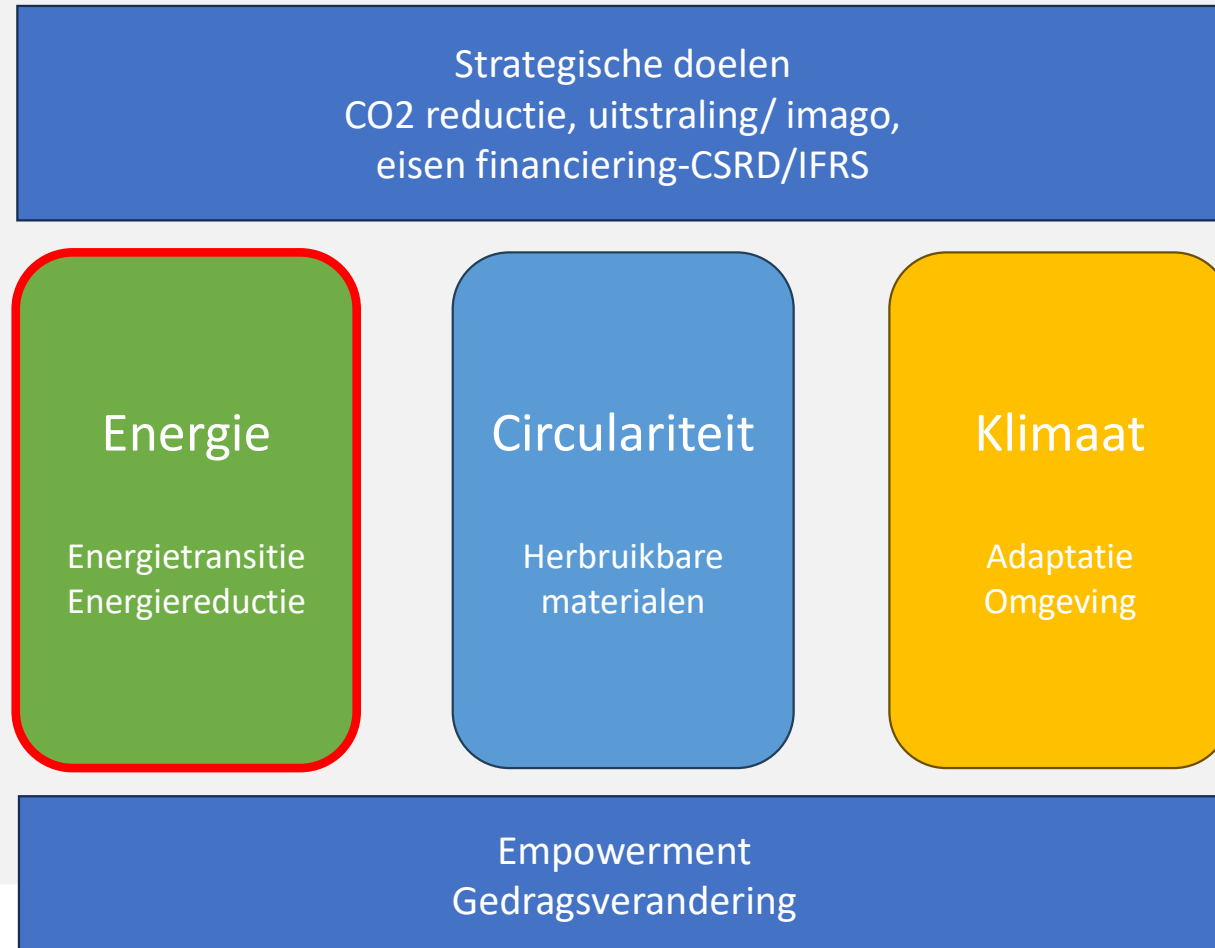 Strategische doelen
CO2 reductie, uitstraling/ imago,
eisen financiering-CSRD/IFRS
Energie
Energietransitie
Energiereductie
Circulariteit
Herbruikbare
materialen
Klimaat
Adaptatie
Omgeving
Empowerment
Gedragsverandering